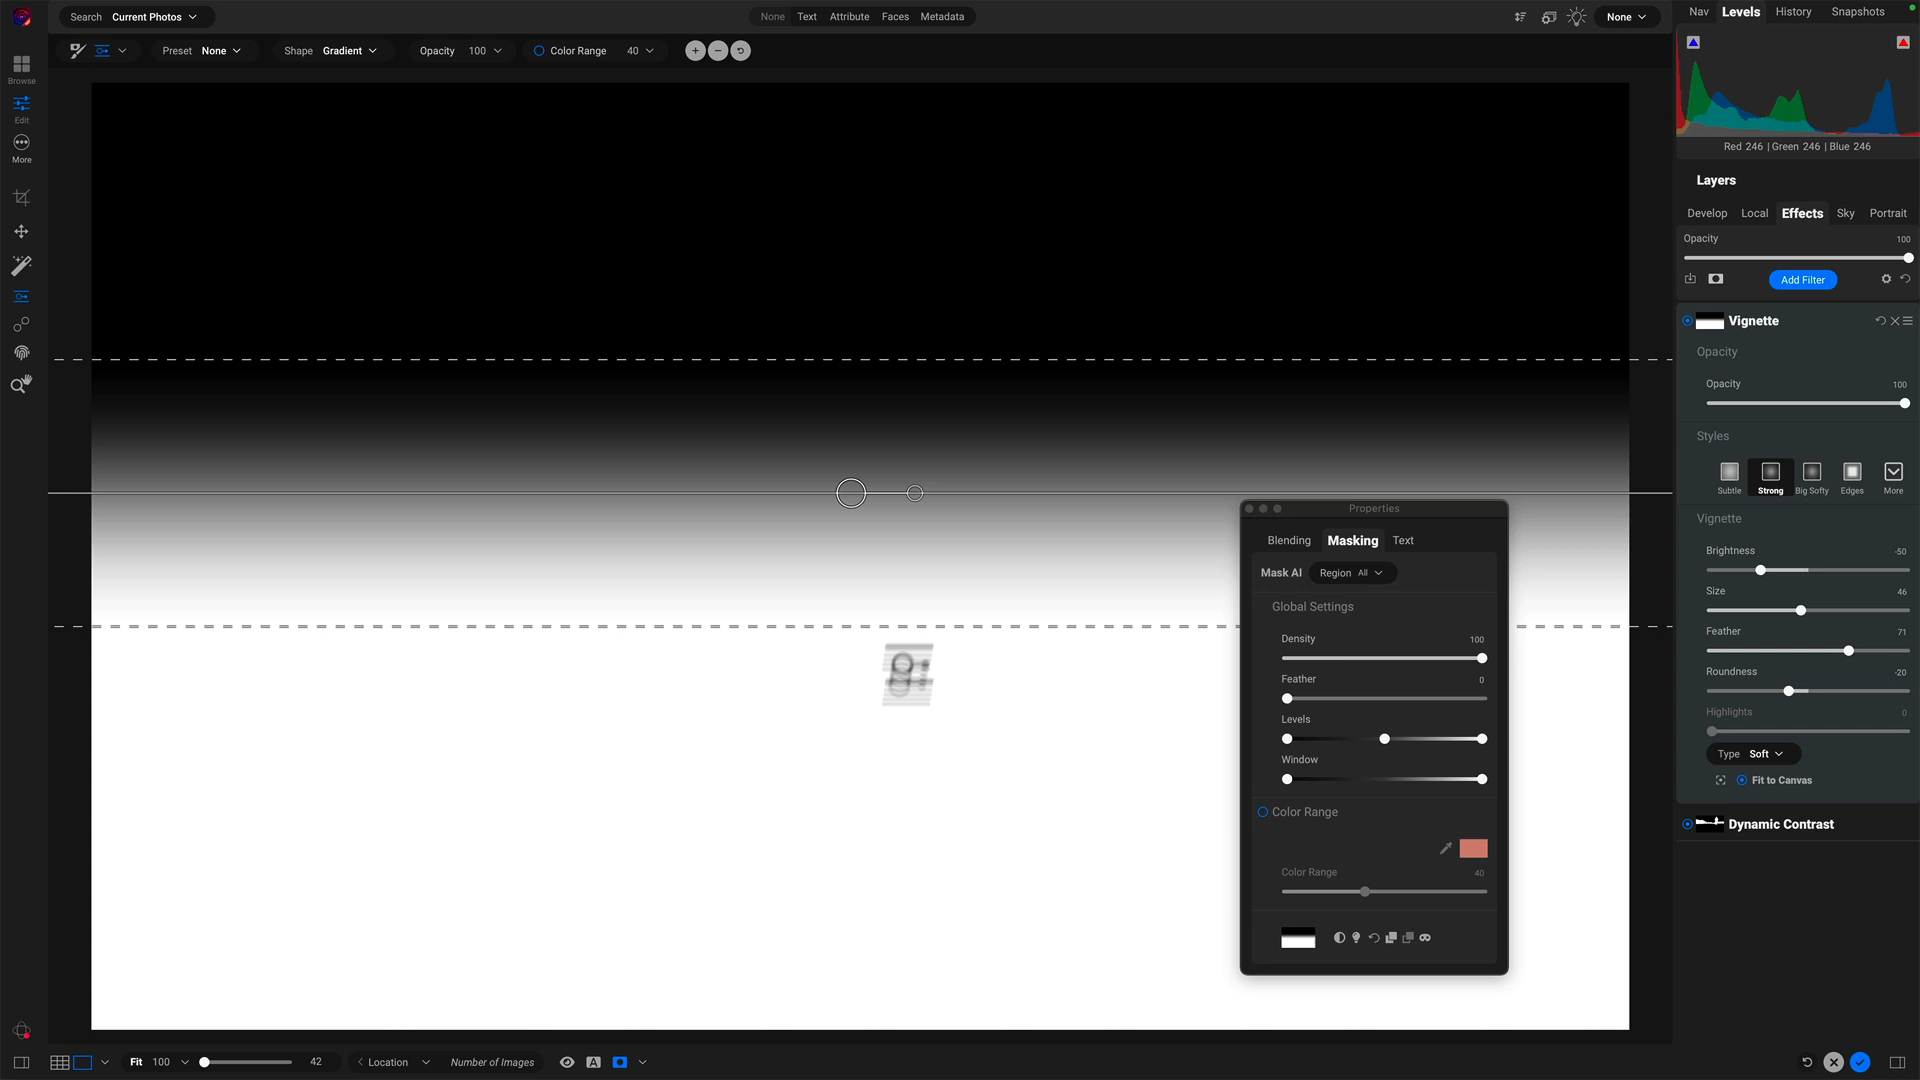 Search Current Photos
None Text Attribute Faces Metadata
None
Nav Levels History Snapshots
Preset None
Shape Gradient
Opacity 100
Color Range 40
Browse
Edit
More
Red 246 | Green 246 | Blue 246
Layers
Develop Local Effects Sky Portrait
Opacity 100
Add Filter
Vignette
Opacity
Opacity 100
Styles
Subtle Strong Big Softy Edges More
Vignette
Brightness -50
Size 46
Feather 71
Roundness -20
Highlights 0
Type Soft
Fit to Canvas
Dynamic Contrast
Properties
Blending Masking Text
Mask AI Region All
Global Settings
Density 100
Feather 0
Levels
Window
Color Range
Color Range 40
Fit 100 42
Location
Number of Images
A